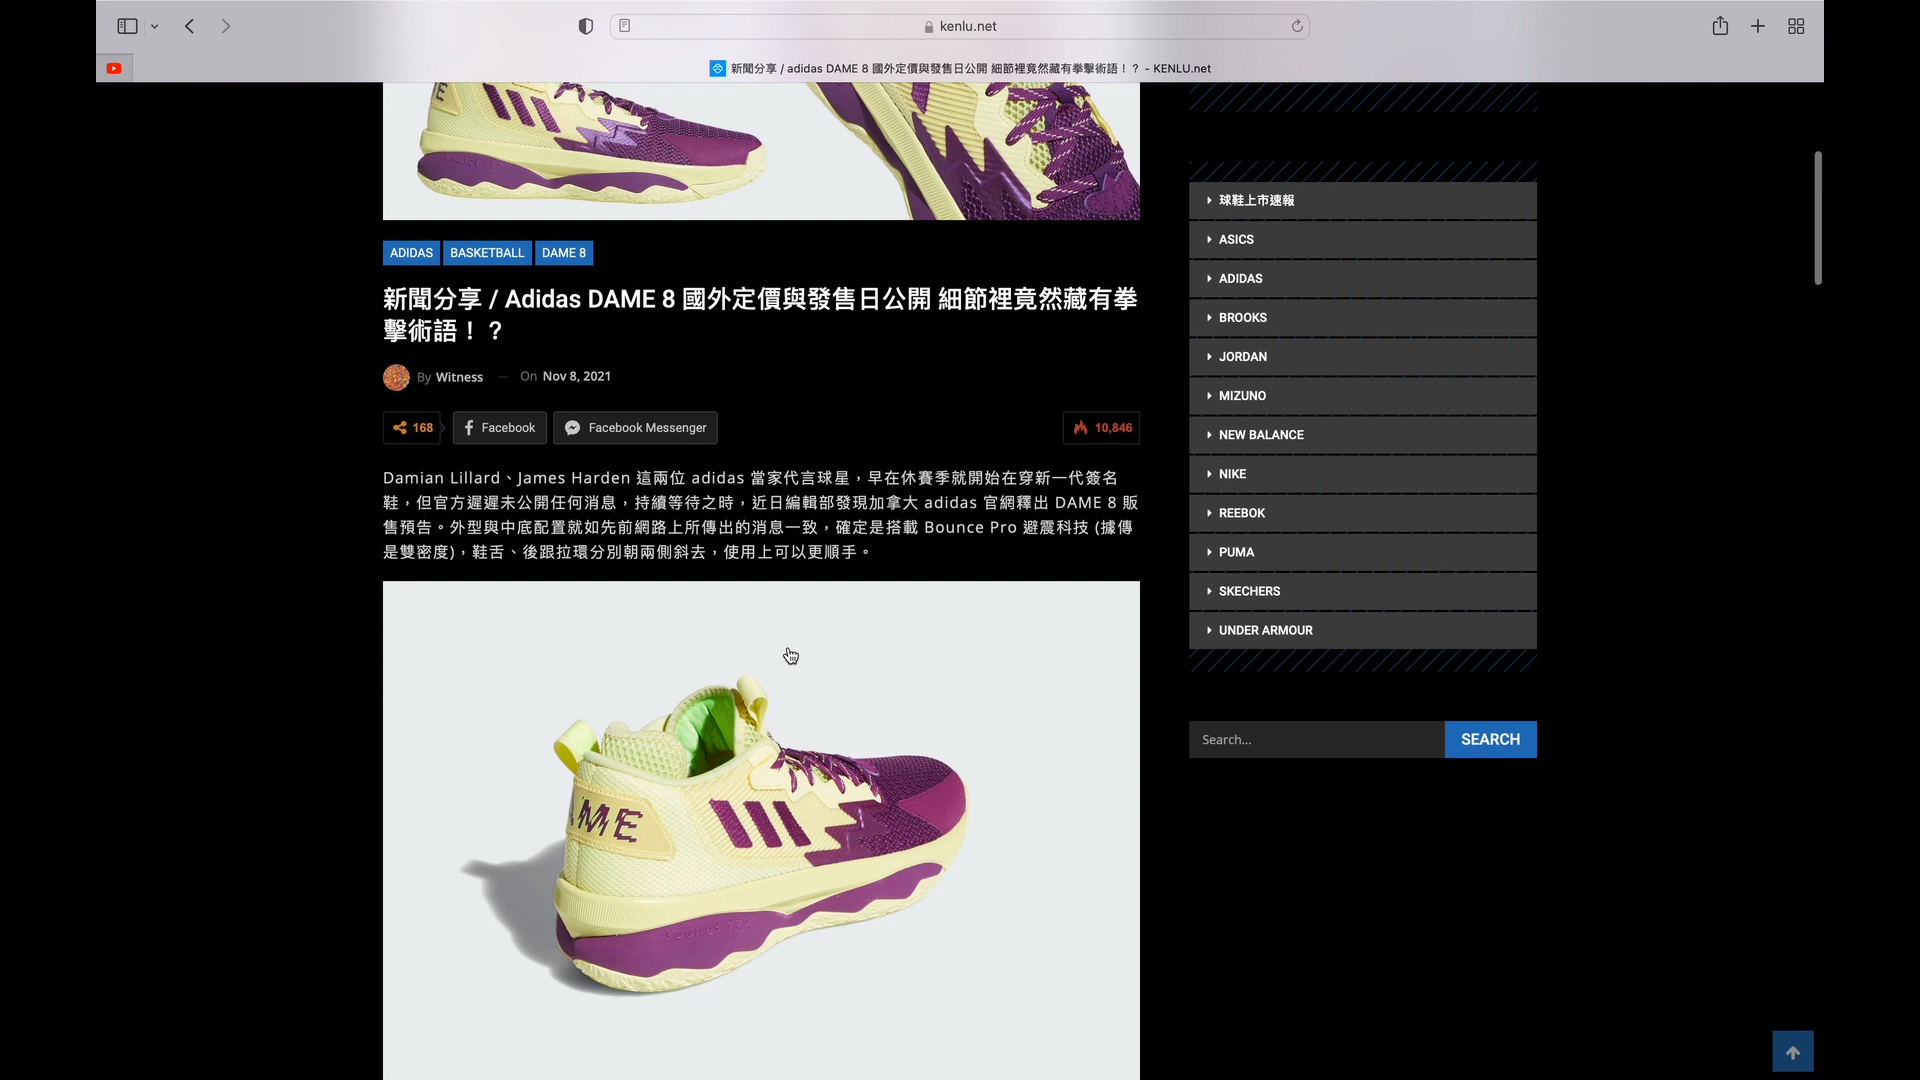 kenlu.net
新聞分享 / adidas DAME 8 國外定價與發售日公開 細節裡竟然藏有拳擊術語！？ - KENLU.net
ADIDAS BASKETBALL DAME 8
新聞分享 / Adidas DAME 8 國外定價與發售日公開 細節裡竟然藏有拳
擊術語！？
By Witness — On Nov 8, 2021
168 Facebook Facebook Messenger 10,846
Damian Lillard、James Harden 這兩位 adidas 當家代言球星，早在休賽季就開始在穿新一代簽名
鞋，但官方遲遲未公開任何消息，持續等待之時，近日編輯部發現加拿大 adidas 官網釋出 DAME 8 販
售預告。外型與中底配置就如先前網路上所傳出的消息一致，確定是搭載 Bounce Pro 避震科技 (據傳
是雙密度)，鞋舌、後跟拉環分別朝兩側斜去，使用上可以更順手。
AME
BOUNCE PRO
球鞋上市速報
ASICS
ADIDAS
BROOKS
JORDAN
MIZUNO
NEW BALANCE
NIKE
REEBOK
PUMA
SKECHERS
UNDER ARMOUR
Search...
SEARCH